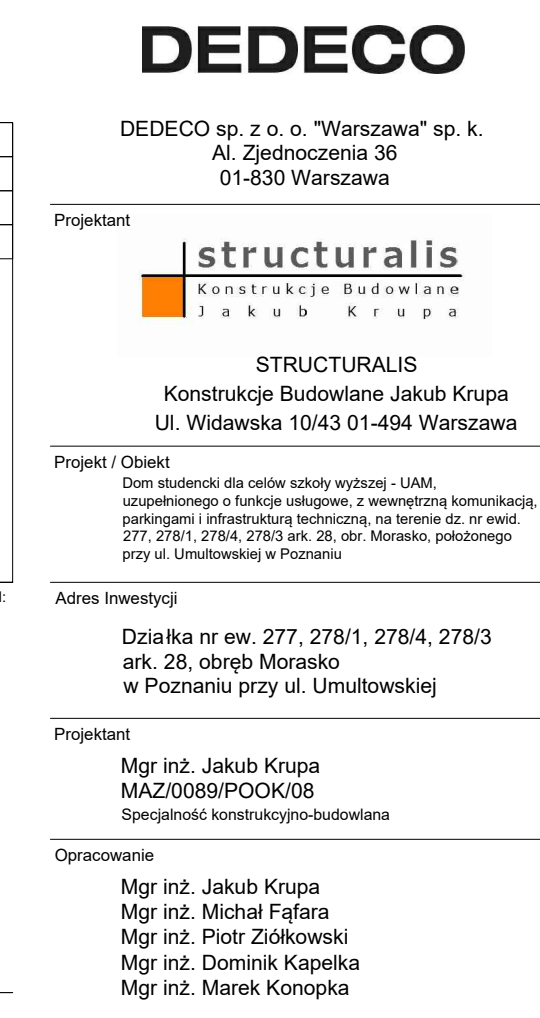 DEDECO
DEDECO sp. z o. o. "Warszawa" sp. k.
Al. Zjednoczenia 36
01-830 Warszawa
Projektant
structuralis
Konstrukcje Budowlane
Jakub Krupa
STRUCTURALIS
Konstrukcje Budowlane Jakub Krupa
Ul. Widawska 10/43 01-494 Warszawa
Projekt / Obiekt
Dom studencki dla celów szkoły wyższej - UAM,
uzupełnionego o funkcje usługowe, z wewnętrzną komunikacją,
parkingami i infrastrukturą techniczną, na terenie dz. nr ewid.
277, 278/1, 278/4, 278/3 ark. 28, obr. Morasko, położonego
przy ul. Umultowskiej w Poznaniu
Adres Inwestycji
Działka nr ew. 277, 278/1, 278/4, 278/3
ark. 28, obręb Morasko
w Poznaniu przy ul. Umultowskiej
Projektant
Mgr inż. Jakub Krupa
MAZ/0089/POOK/08
Specjalność konstrukcyjno-budowlana
Opracowanie
Mgr inż. Jakub Krupa
Mgr inż. Michał Fąfara
Mgr inż. Piotr Ziółkowski
Mgr inż. Dominik Kapelka
Mgr inż. Marek Konopka